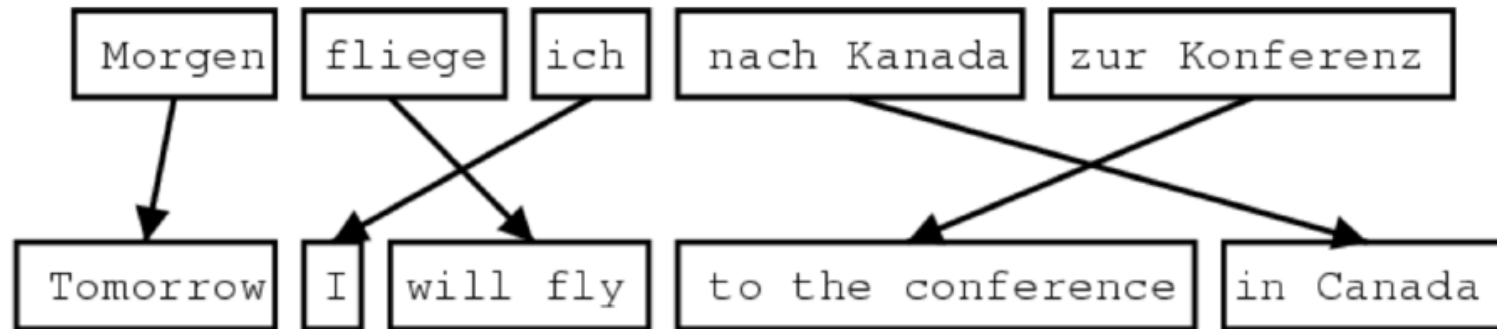 Morgen fliege ich nach Kanada zur Konferenz
Tomorrow I will fly to the conference in Canada